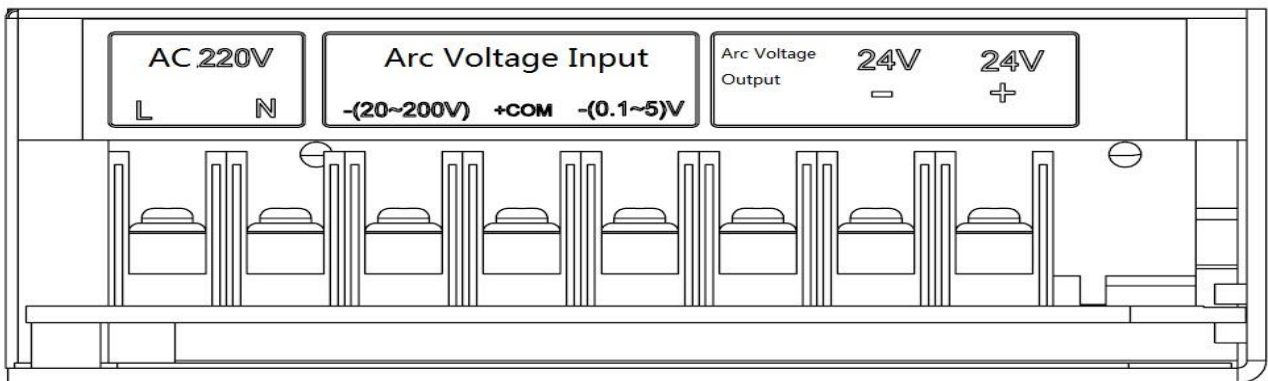 AC 220V
L N
Arc Voltage Input
-(20~200V) +COM -(0.1~5)V
Arc Voltage
Output
24V 24V
- +